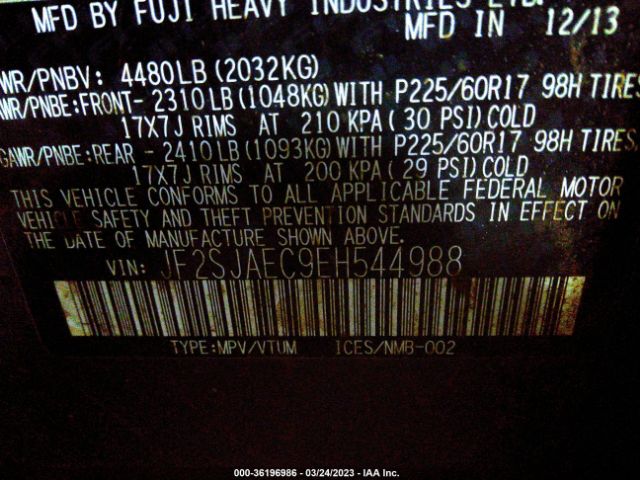 MFD BY FUJI HEAVY INDUSTRIES LTD.
MFD IN 12/13
WR/PNBV: 4480LB (2032KG)
WR/PNBE:FRONT- 2310LB (1048KG) WITH P225/60R17 98H TIRES
17X7J RIMS AT 210 KPA ( 30 PSI) COLD
GAWR/PNBE:REAR - 2410LB (1093KG) WITH P225/60R17 98H TIRES,
17X7J RIMS AT 200 KPA ( 29 PSI) COLD
THIS VEHICLE CONFORMS TO ALL APPLICABLE FEDERAL MOTOR
VEHICLE SAFETY AND THEFT PREVENTION STANDARDS IN EFFECT ON
THE DATE OF MANUFACTURE SHOWN ABOVE.
VIN: JF2SJAEC9EH544988
TYPE:MPV/VTUM ICES/NMB-002
000-36196986 - 03/24/2023 - IAA Inc.